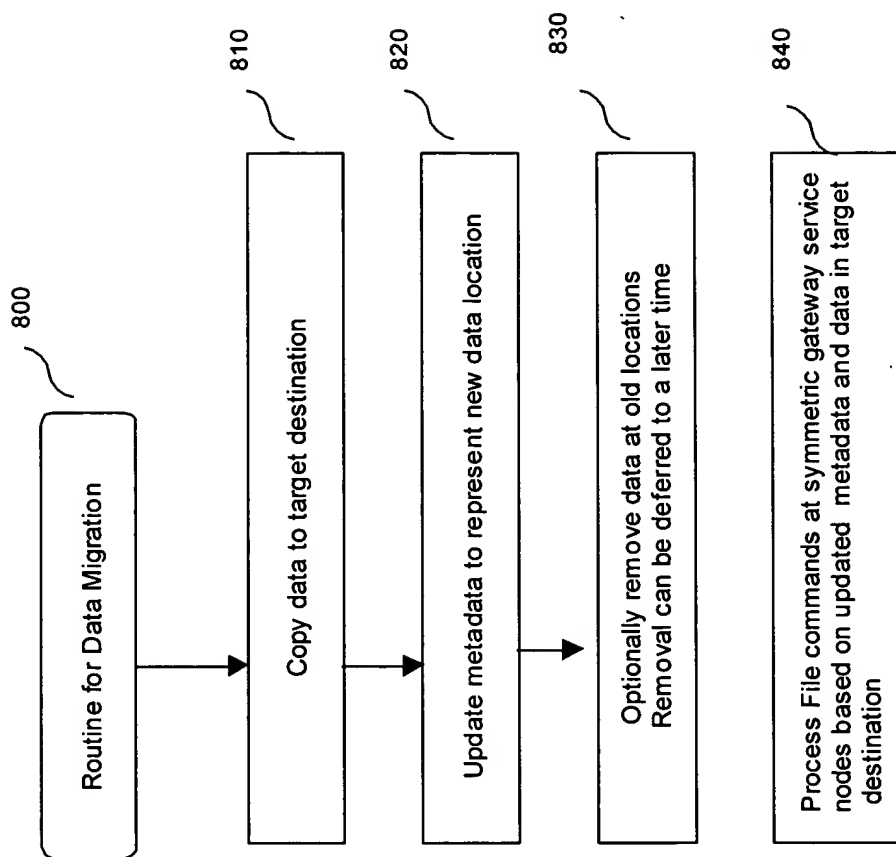 800
Routine for Data Migration
810
Copy data to target destination
820
Update metadata to represent new data location
830
Optionally remove data at old locations
Removal can be deferred to a later time
840
Process File commands at symmetric gateway service
nodes based on updated metadata and data in target
destination